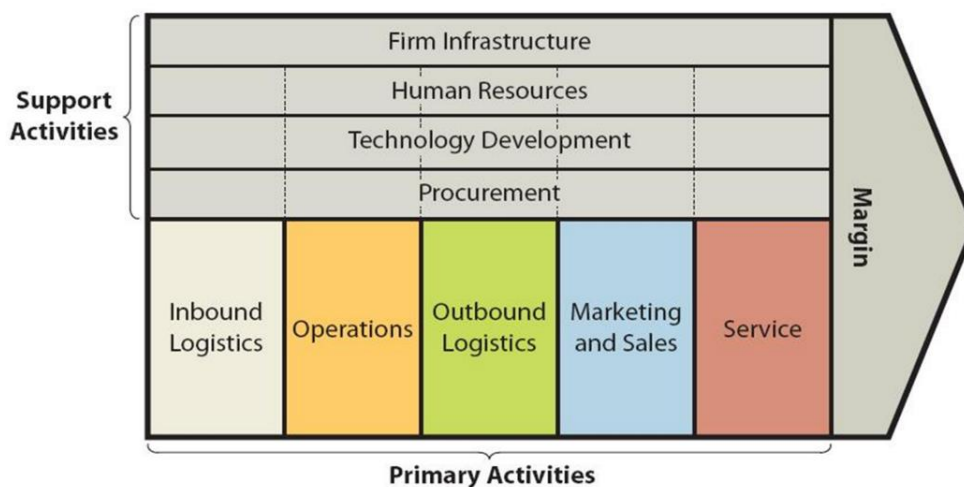 Firm Infrastructure
Human Resources
Support
Activities
Technology Development
Procurement
Margin
Inbound
Logistics
Operations
Outbound
Logistics
Marketing
and Sales
Service
Primary Activities